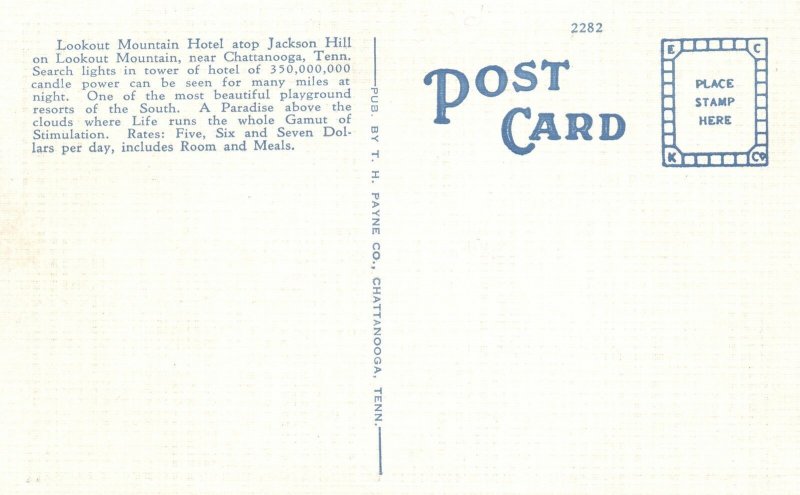 Lookout Mountain Hotel atop Jackson Hill
on Lookout Mountain, near Chattanooga, Tenn.
Search lights in tower of hotel of 350,000,000
candle power can be seen for many miles at
night. One of the most beautiful playground
resorts of the South. A Paradise above the
clouds where Life runs the whole Gamut of
Stimulation. Rates: Five, Six and Seven Dol-
lars per day, includes Room and Meals.
PUB. BY T. H. PAYNE CO., CHATTANOOGA, TENN.
2282
POST
CARD
E C
PLACE
STAMP
HERE
K Co